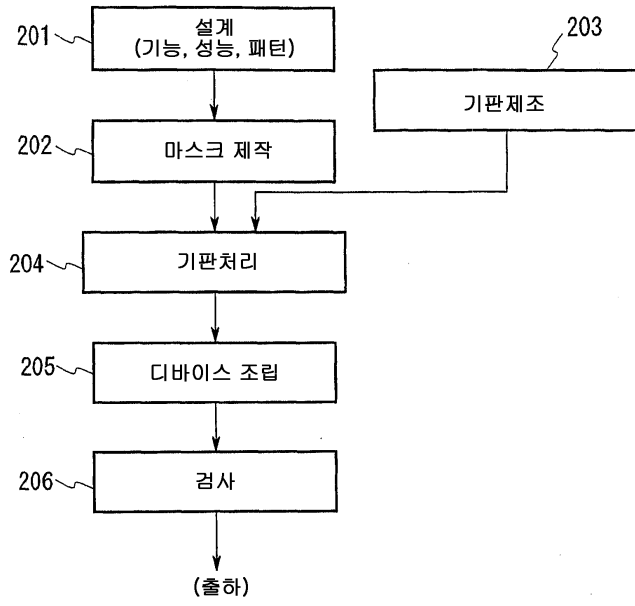 201
설계
(기능, 성능, 패턴)
203
기판제조
202
마스크 제작
204
기판처리
205
디바이스 조립
206
검사
(출하)